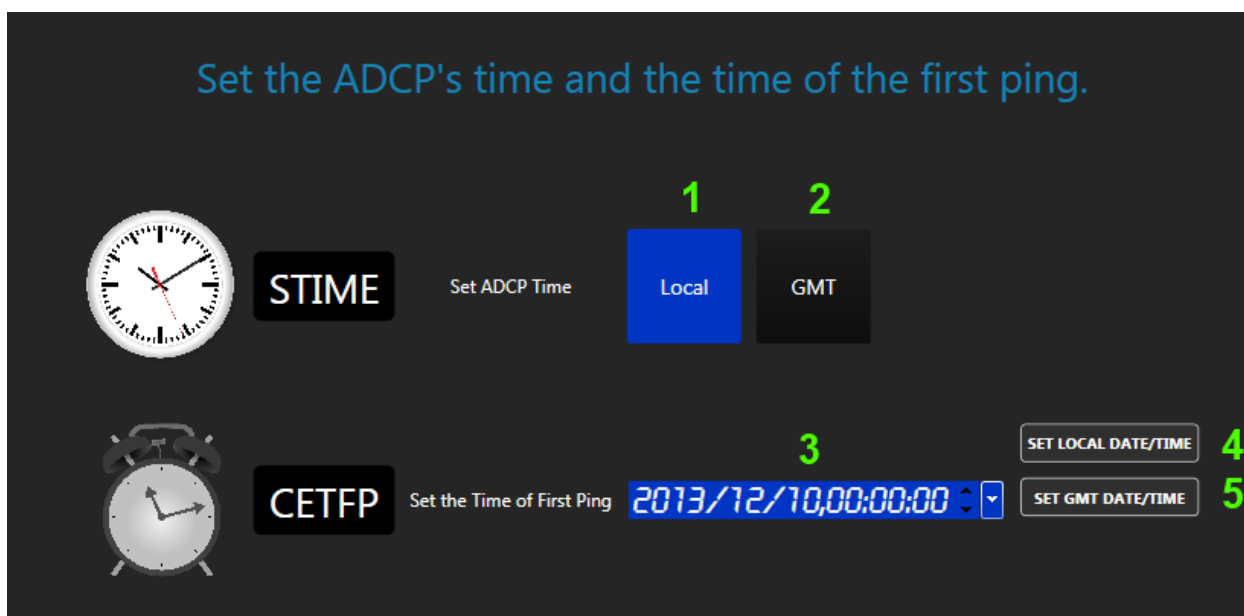 Set the ADCP's time and the time of the first ping.
1 2
STIME Set ADCP Time Local GMT
3
SET LOCAL DATE/TIME 4
CETFP Set the Time of First Ping 2013/12/10,00:00:00 SET GMT DATE/TIME 5